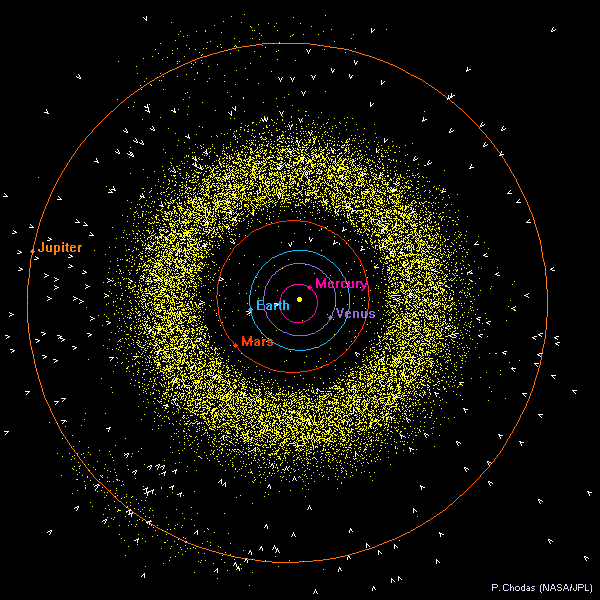 Jupiter
Mercury
Earth
Venus
Mars
P. Chodas (NASA/JPL)